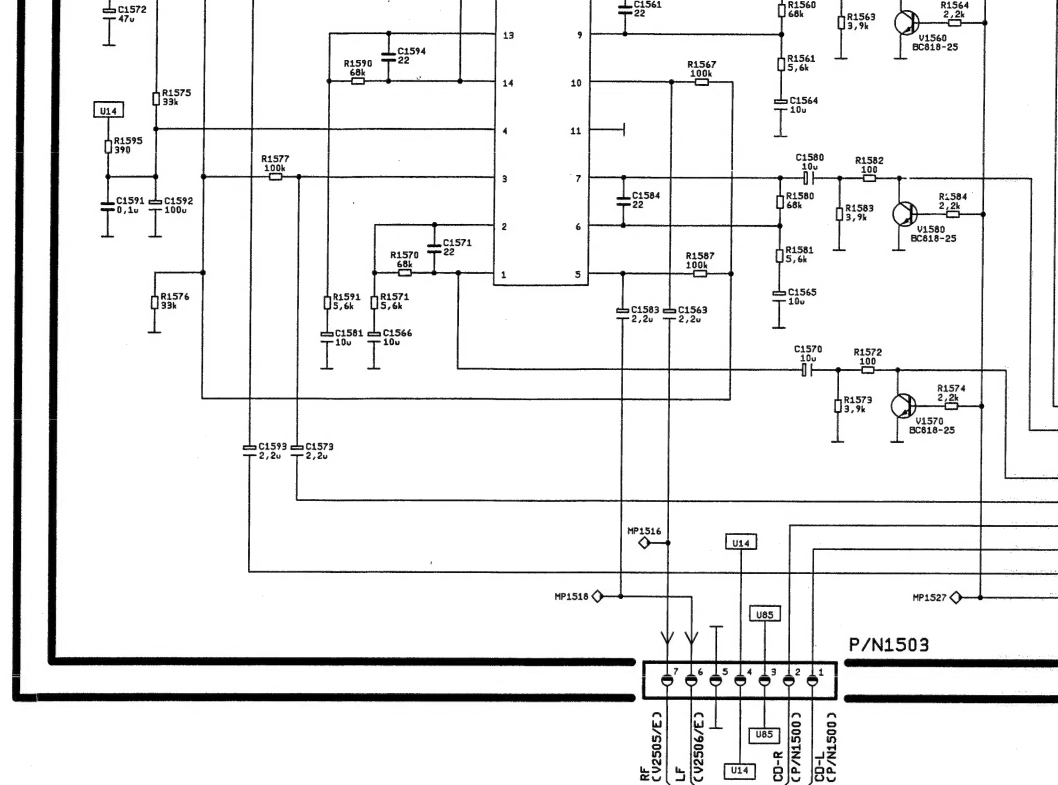 C1572
47u
C1561
22
R1560
68k
R1563
3,9k
R1564
2,2k
V1560
BC818-25
13
C1594
22
R1590
68k
14
9
R1561
5,6k
R1567
100k
10
C1564
10u
R1575
33k
U14
4
11
R1595
390
R1577
100k
3
7
C1580
10u
R1582
100
C1584
22
R1580
68k
R1583
3,9k
R1584
2,2k
V1580
BC818-25
C1591
0,1u
C1592
100u
2
6
C1571
22
R1570
68k
1
5
R1587
100k
R1581
5,6k
R1576
33k
R1591
5,6k
R1571
5,6k
C1583
2,2u
C1563
2,2u
C1565
10u
C1581
10u
C1566
10u
C1570
10u
R1572
100
R1573
3,9k
R1574
2,2k
V1570
BC818-25
C1593
2,2u
C1573
2,2u
MP1516
U14
MP1518
U85
MP1527
P/N1503
7
6
5
4
3
2
1
RF
(V2505/E)
LF
(V2506/E)
U14
U85
CD-R
(P/N1500)
CD-L
(P/N1500)